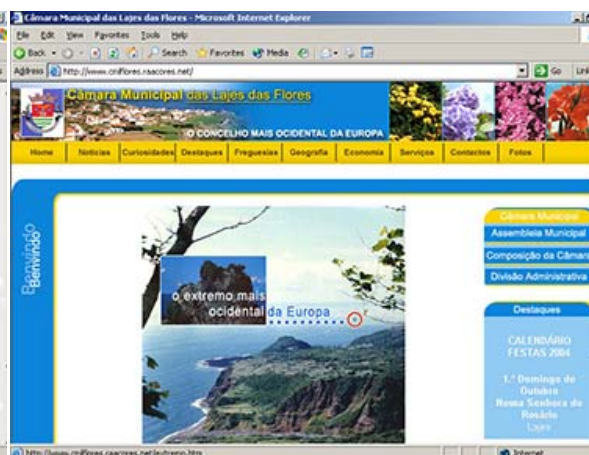 Câmara Municipal das Lajes das Flores - Microsoft Internet Explorer
File Edit View Favorites Tools Help
Back Search Favorites Media
Address http://www.cmlflores.raacores.net/ Go
Câmara Municipal das Lajes das Flores
O CONCELHO MAIS OCIDENTAL DA EUROPA
Home Notícias Curiosidades Destaques Freguesias Geografia Economia Serviços Contactos Fotos
Benvindo
Benvindo
o extremo mais
ocidental da Europa
Câmara Municipal
Assembleia Municipal
Composição da Câmara
Divisão Administrativa
Destaques
CALENDÁRIO
FESTAS 2004
1.º Domingo de
Outubro
Nossa Senhora do
Rosário
Lajes
Internet